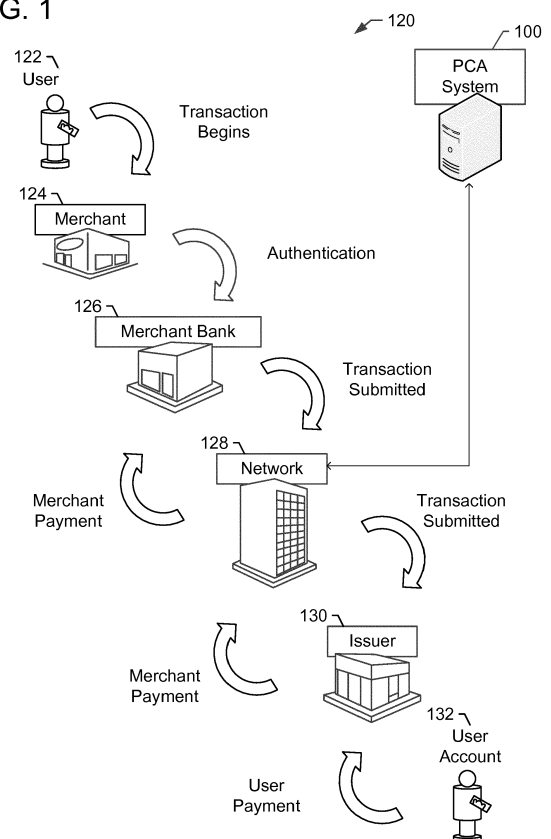 G. 1
120
100
PCA
System
122
User
Transaction
Begins
124
Merchant
Authentication
126
Merchant Bank
Transaction
Submitted
128
Network
Merchant
Payment
Transaction
Submitted
130
Issuer
Merchant
Payment
132
User
Account
User
Payment